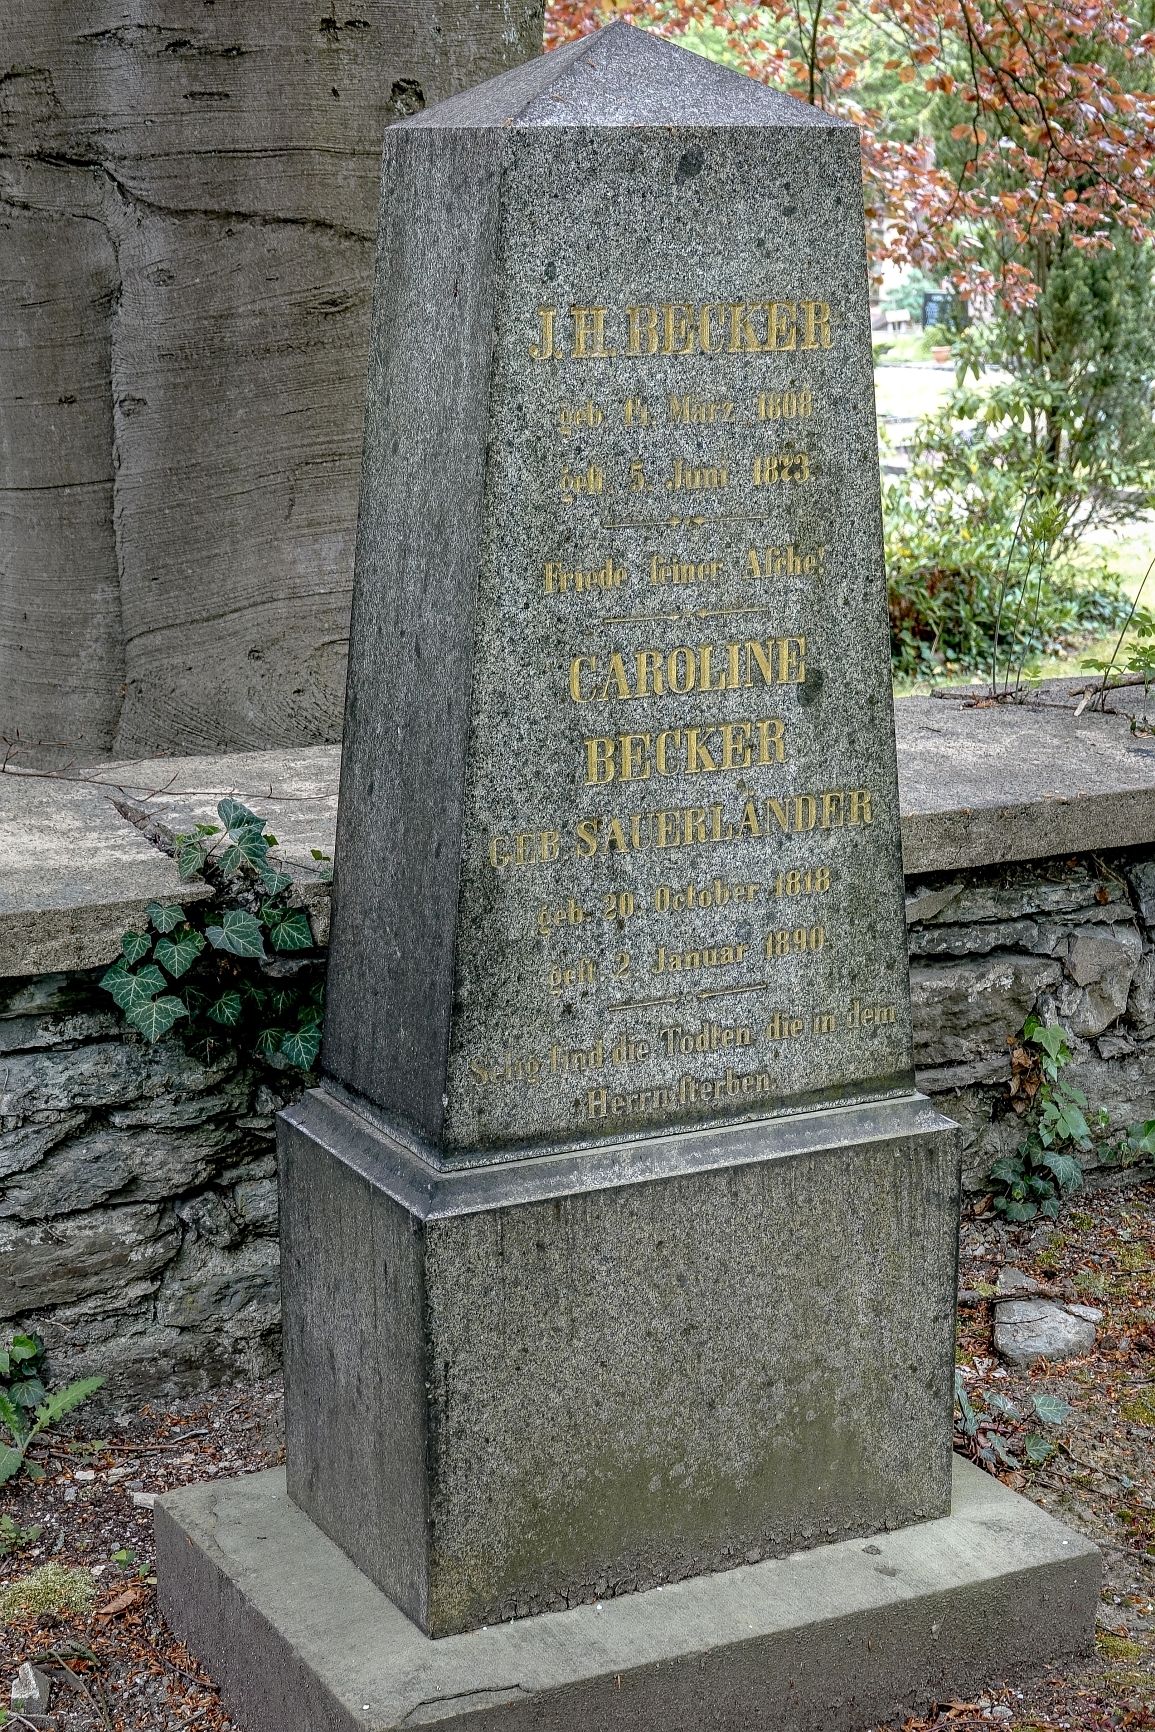 J. H. BECKER
geb. 14. März 1808
geſt. 5. Juni 1873.
Friede ſeiner Aſche!
CAROLINE
BECKER
GEB. SAUERLÄNDER
geb. 20. October 1818
geſt. 2. Januar 1890.
Selig ſind die Todten die in dem
Herrn ſterben.